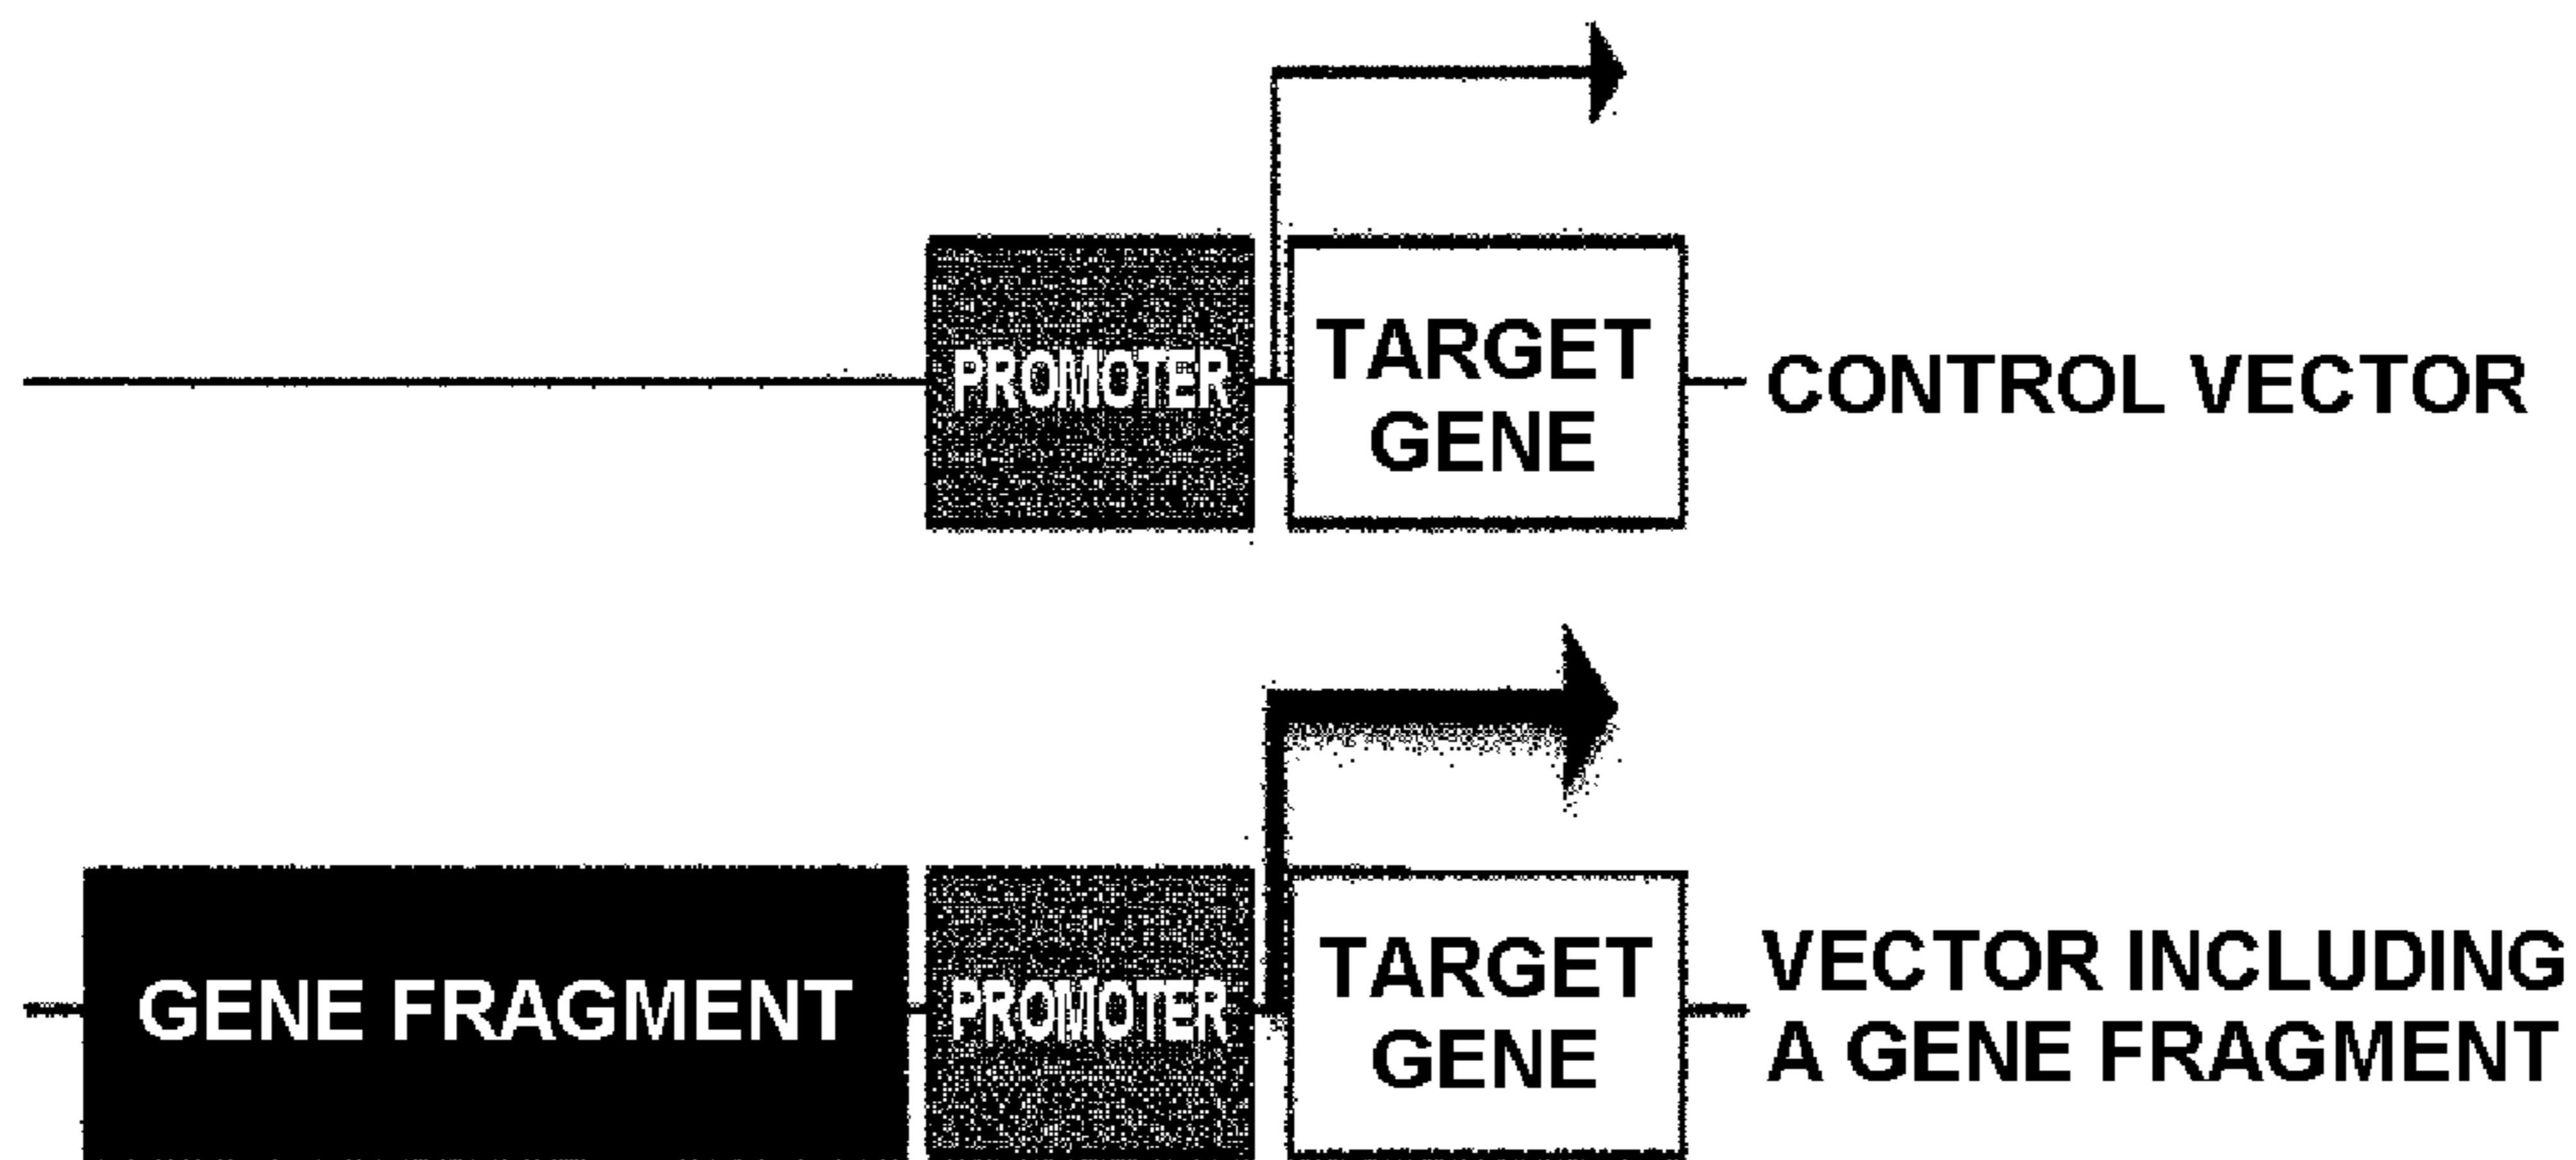 PROMOTER
TARGET
GENE
CONTROL VECTOR
GENE FRAGMENT
PROMOTER
TARGET
GENE
VECTOR INCLUDING
A GENE FRAGMENT